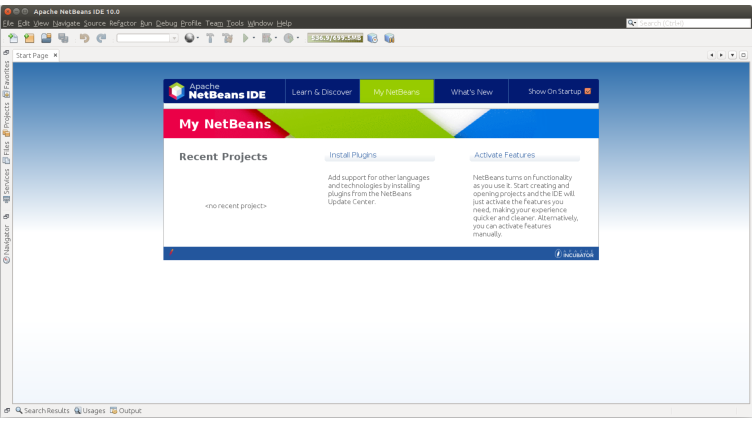 Apache NetBeans IDE 10.0
File Edit View Navigate Source Refactor Run Debug Profile Team Tools Window Help
Search (Ctrl+I)
536.9/699.5MB
Start Page
Favorites
Projects
Files
Services
Navigator
Apache
NetBeans IDE
Learn & Discover
My NetBeans
What's New
Show On Startup
My NetBeans
Recent Projects
<no recent project>
Install Plugins
Add support for other languages
and technologies by installing
plugins from the NetBeans
Update Center.
Activate Features
NetBeans turns on functionality
as you use it. Start creating and
opening projects and the IDE will
just activate the features you
need, making your experience
quicker and cleaner. Alternatively,
you can activate features
manually.
APACHE
INCUBATOR
Search Results Usages Output